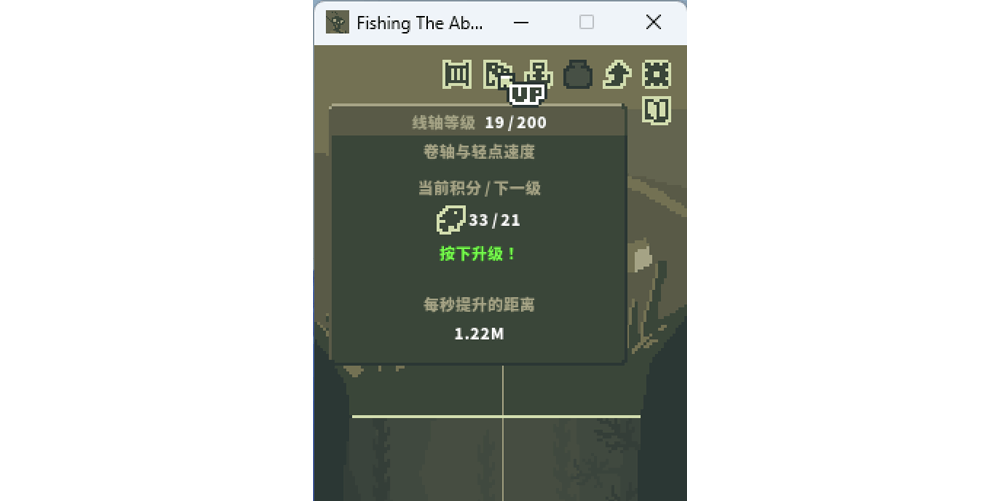 Fishing The Ab...
UP
线轴等级 19/200
卷轴与轻点速度
当前积分/下一级
33/21
按下升级！
每秒提升的距离
1.22M